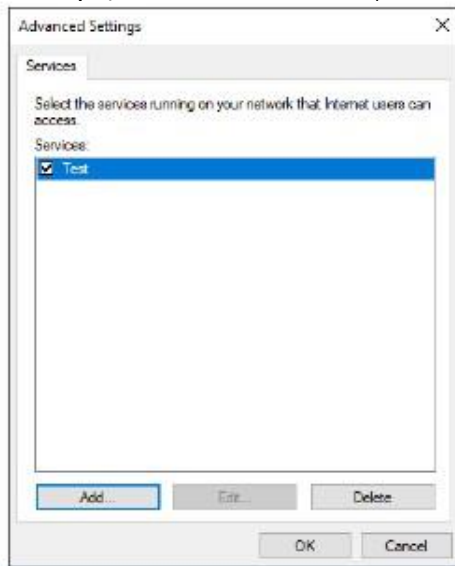 Advanced Settings
Services
Select the services running on your network that Internet users can
access.
Services:
Test
Add...
Edit...
Delete
OK
Cancel